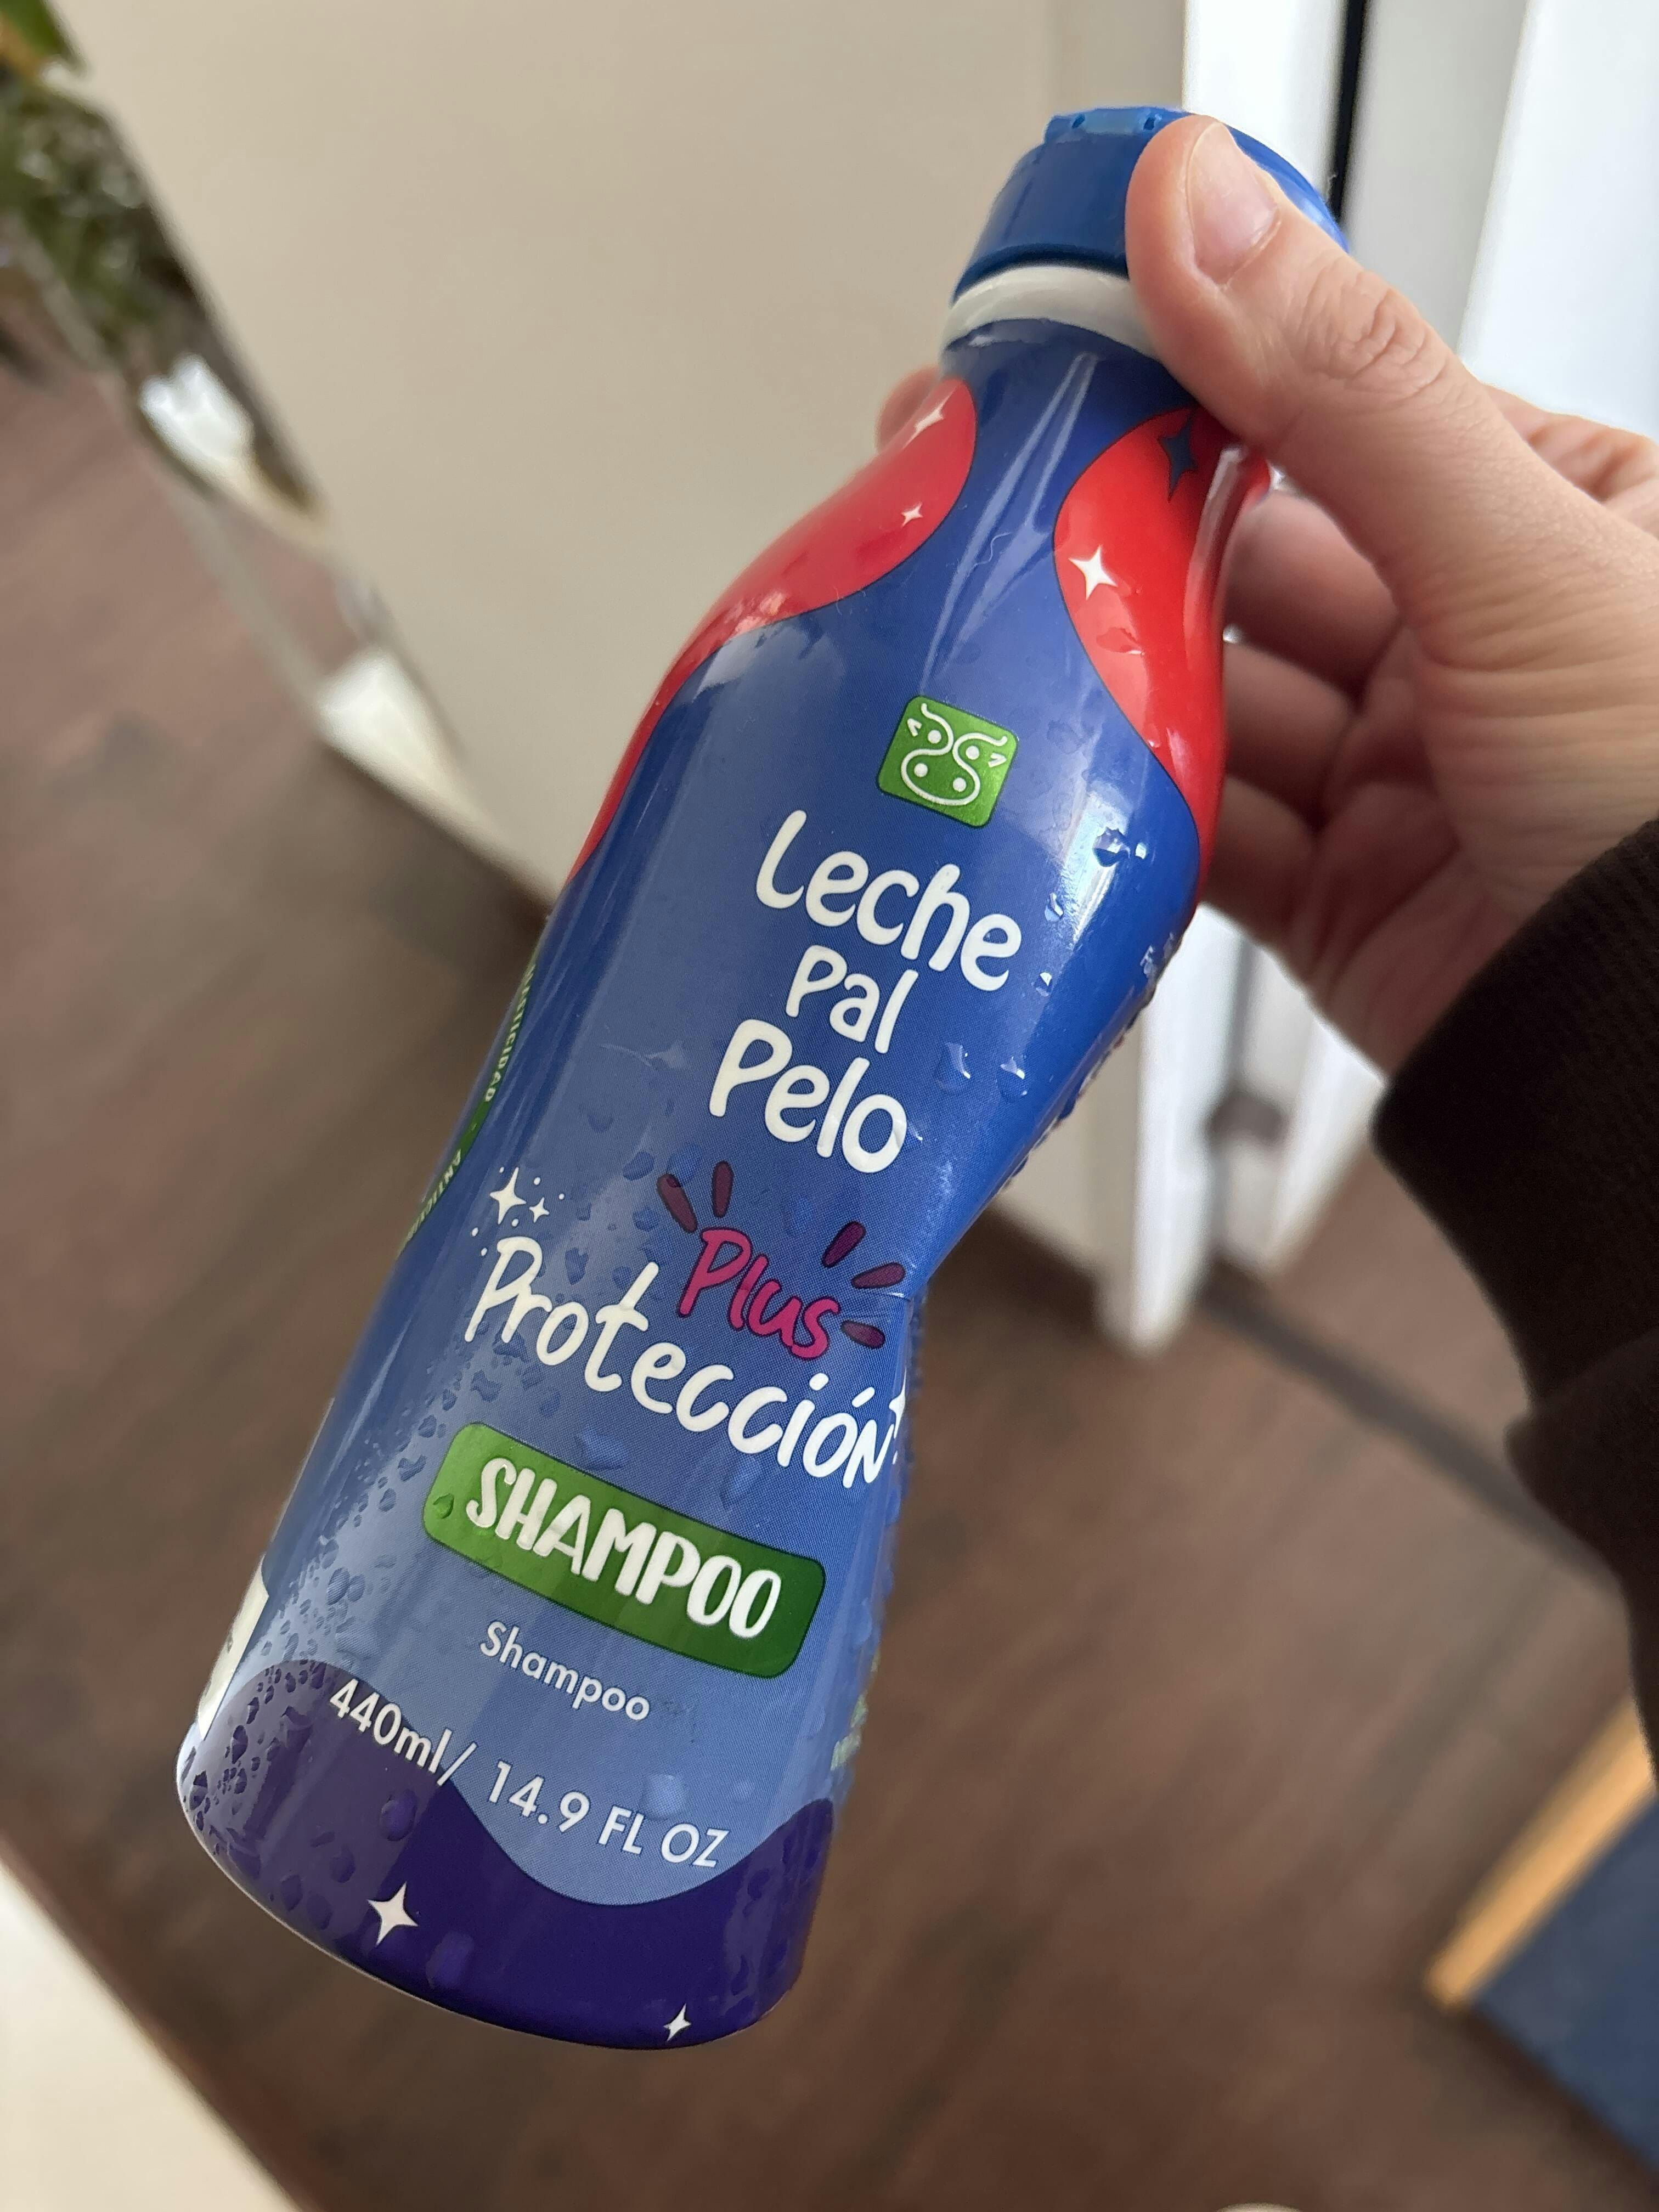 Leche
Pal
Pelo
Plus
Protección
SHAMPOO
Shampoo
440ml/ 14.9 FL OZ